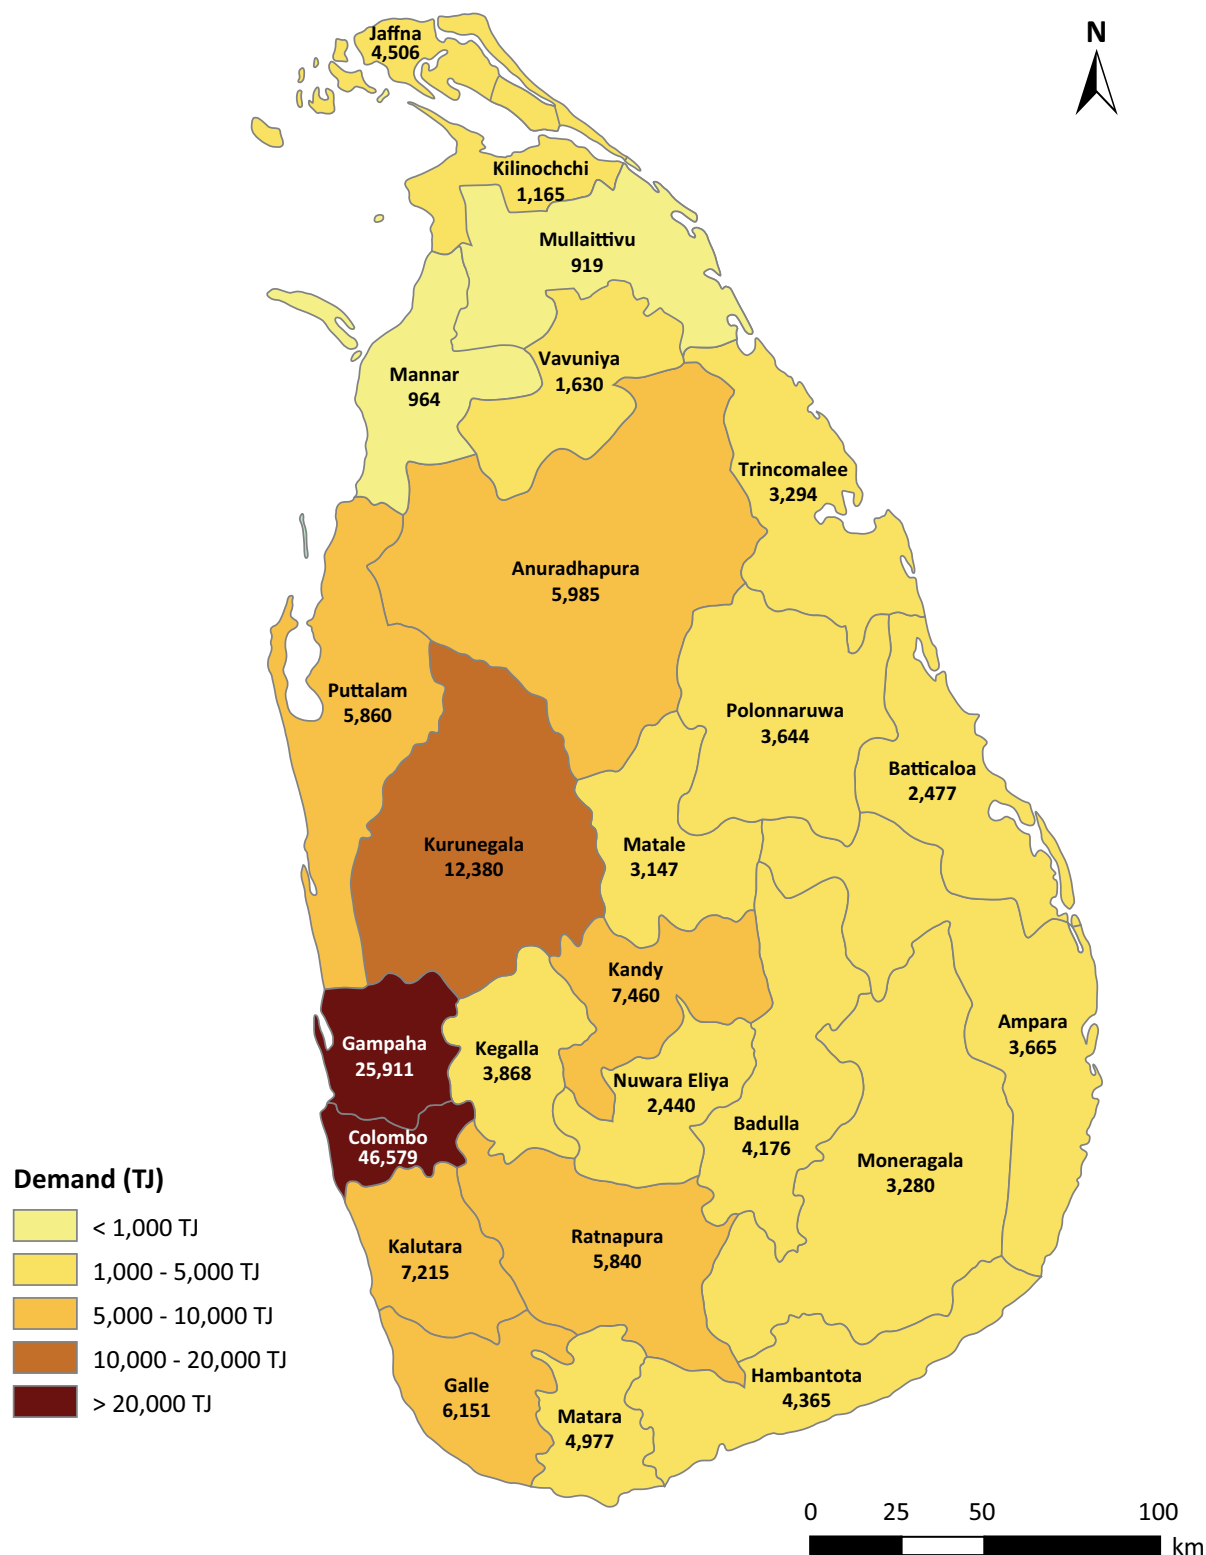 Jaffna
4,506
N
Kilinochchi
1,165
Mullaittivu
919
Vavuniya
1,630
Mannar
964
Trincomalee
3,294
Anuradhapura
5,985
Puttalam
5,860
Polonnaruwa
3,644
Batticaloa
2,477
Kurunegala
12,380
Matale
3,147
Kandy
7,460
Ampara
3,665
Gampaha
25,911
Kegalla
3,868
Nuwara Eliya
2,440
Badulla
4,176
Colombo
46,579
Moneragala
3,280
Ratnapura
5,840
Kalutara
7,215
Hambantota
4,365
Galle
6,151
Matara
4,977
Demand (TJ)
< 1,000 TJ
1,000 - 5,000 TJ
5,000 - 10,000 TJ
10,000 - 20,000 TJ
> 20,000 TJ
0 25 50 100
km